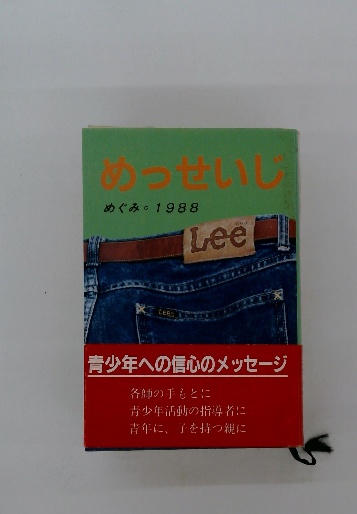 めっせいじ
めぐみ。1988
Lee
LEES
青少年への信心のメッセージ
各師の手もとに
青少年活動の指導者に
青年に、子を持つ親に